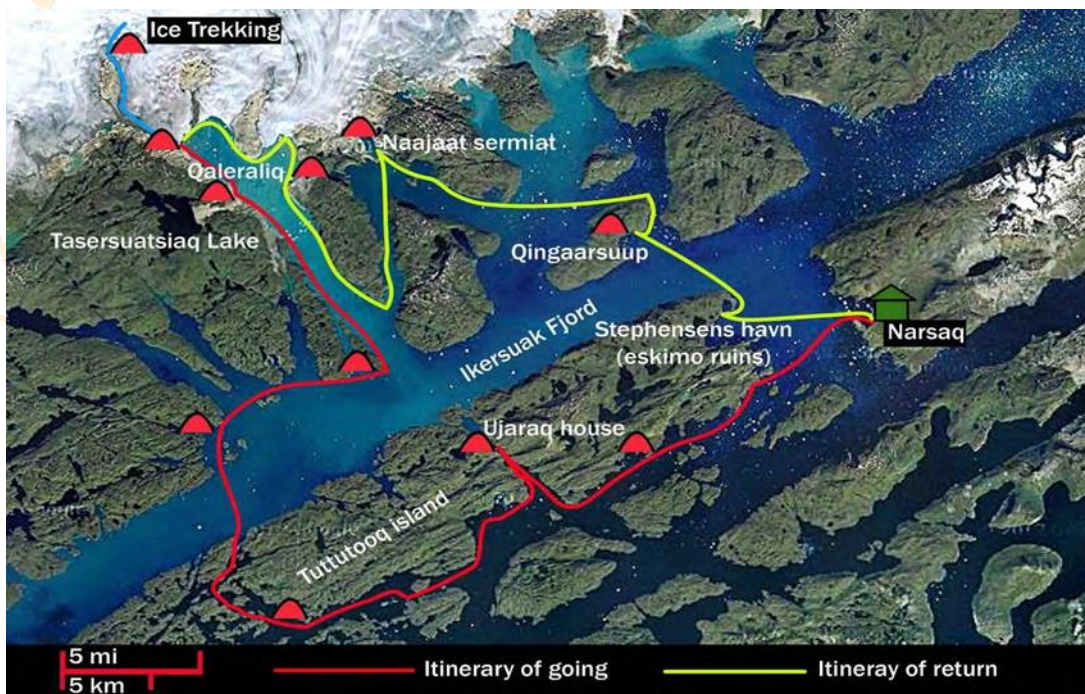 Ice Trekking
Naajaat sermiat
Qaleraliq
Tasersuatsiaq Lake
Qingaarsuup
Ikersuak Fjord
Stephensens havn
(eskimo ruins)
Narsaq
Ujaraq house
Tuttutooq island
5 mi
5 km
Itinerary of going
Itineray of return